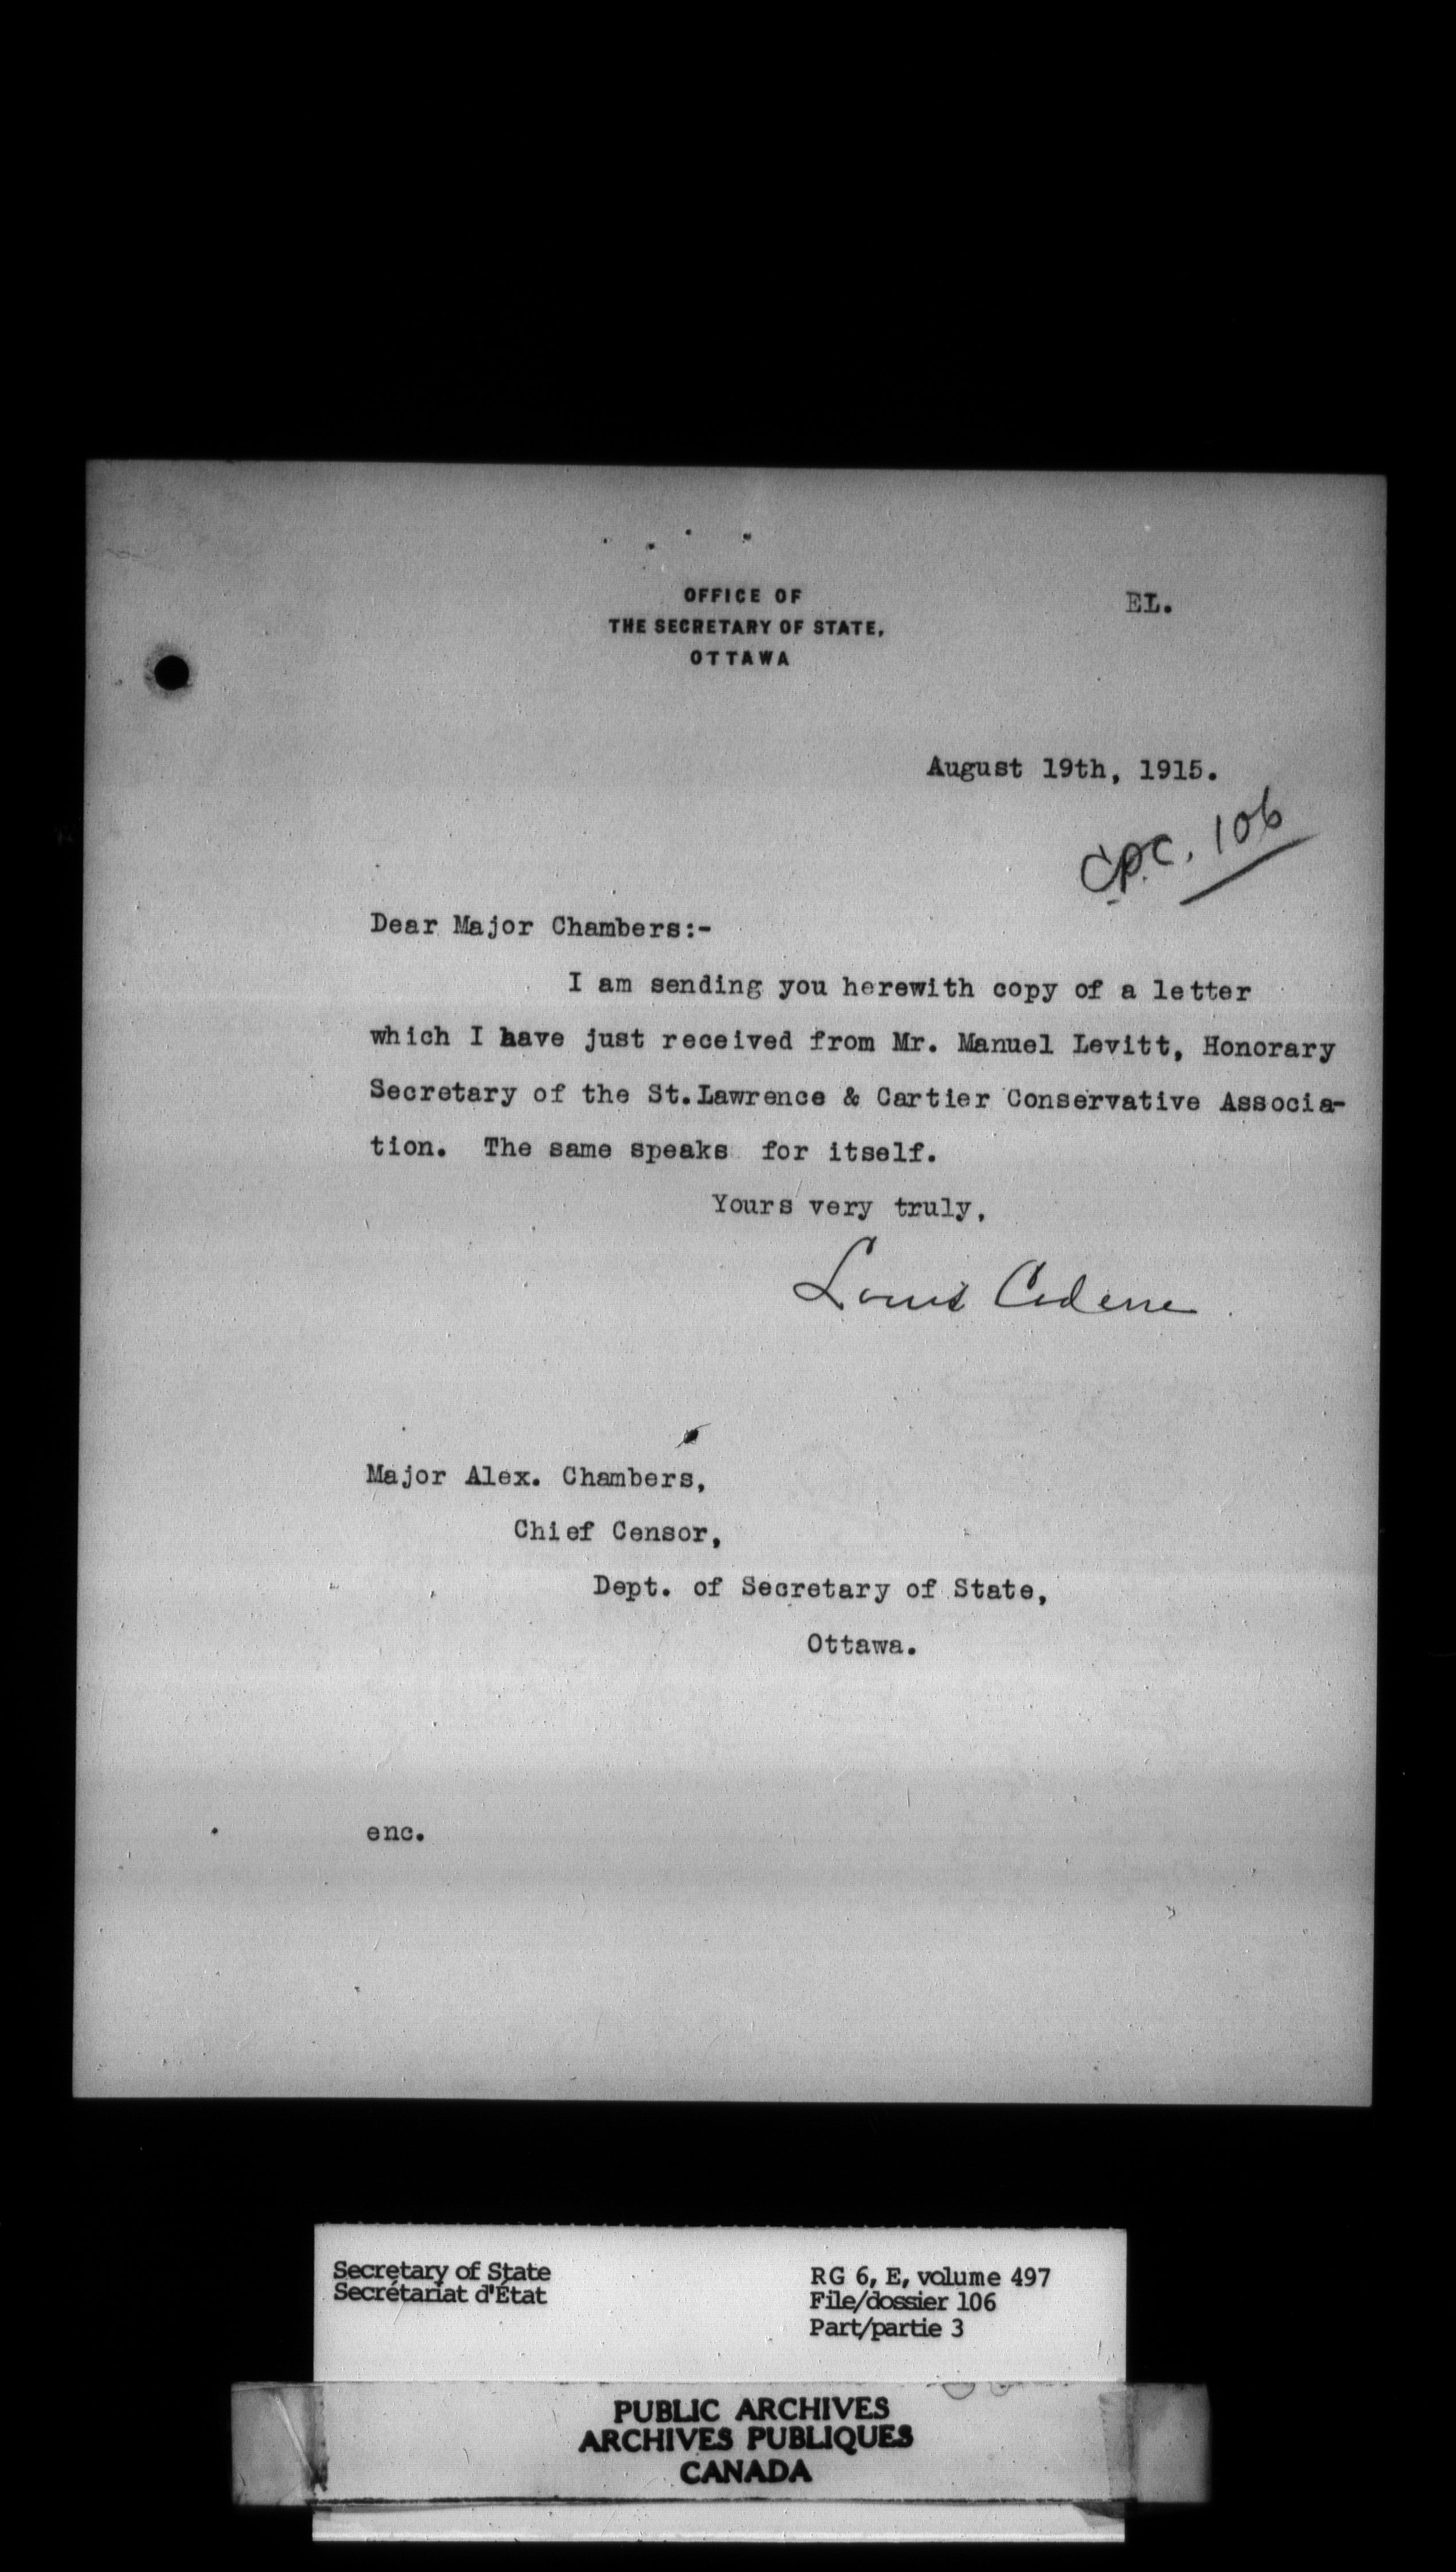 OFFICE OF
THE SECRETARY OF STATE,
OTTAWA
EL.
August 19th, 1915.
C.P.C. 106
Dear Major Chambers:-
I am sending you herewith copy of a letter
which I have just received from Mr. Manuel Levitt, Honorary
Secretary of the St.Lawrence & Cartier Conservative Associa-
tion. The same speaks for itself.
Yours very truly,
Louis Coderre
Major Alex. Chambers,
Chief Censor,
Dept. of Secretary of State,
Ottawa.
enc.
Secretary of State
Secrétariat d'État
RG 6, E, volume 497
File/dossier 106
Part/partie 3
PUBLIC ARCHIVES
ARCHIVES PUBLIQUES
CANADA